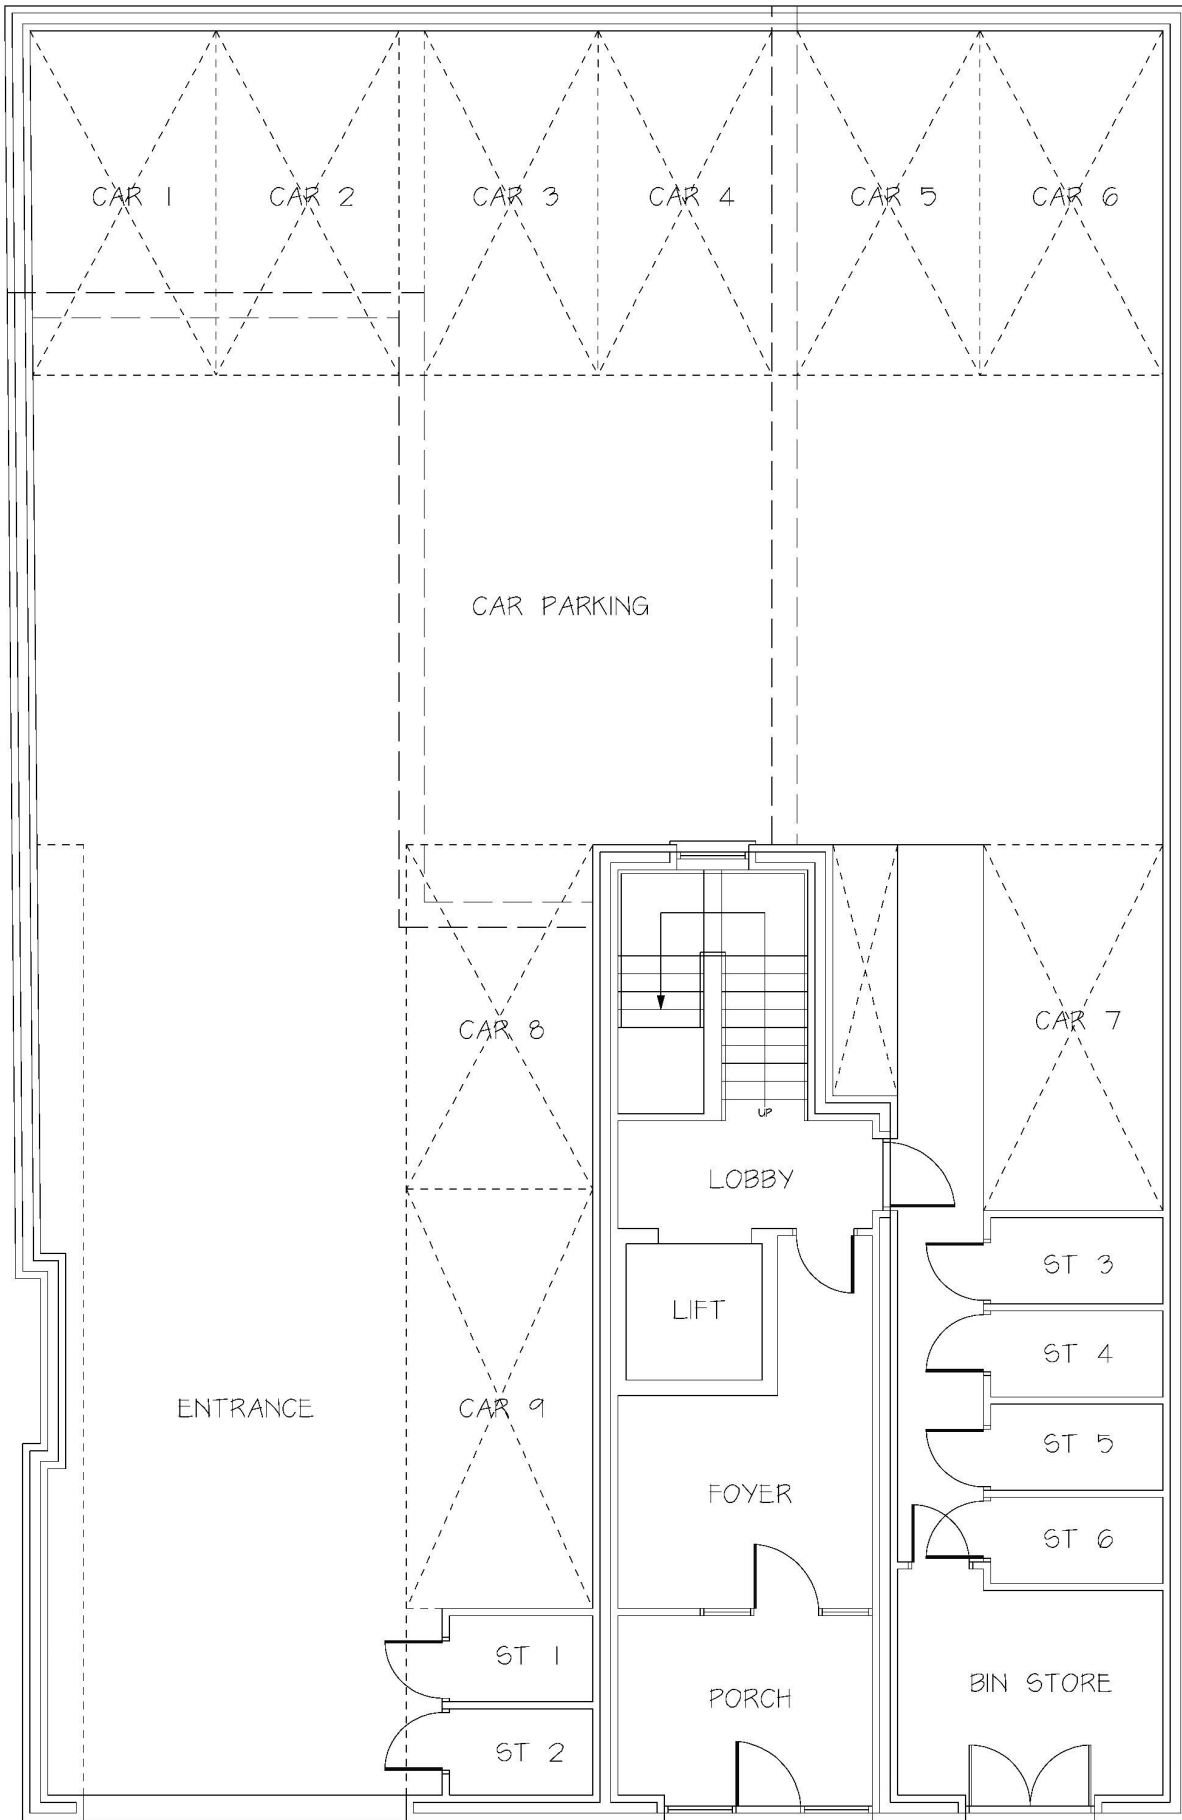 CAR 1
CAR 2
CAR 3
CAR 4
CAR 5
CAR 6
CAR PARKING
CAR 8
CAR 7
UP
LOBBY
ST 3
LIFT
ST 4
ENTRANCE
CAR 9
ST 5
FOYER
ST 6
ST 1
BIN STORE
PORCH
ST 2